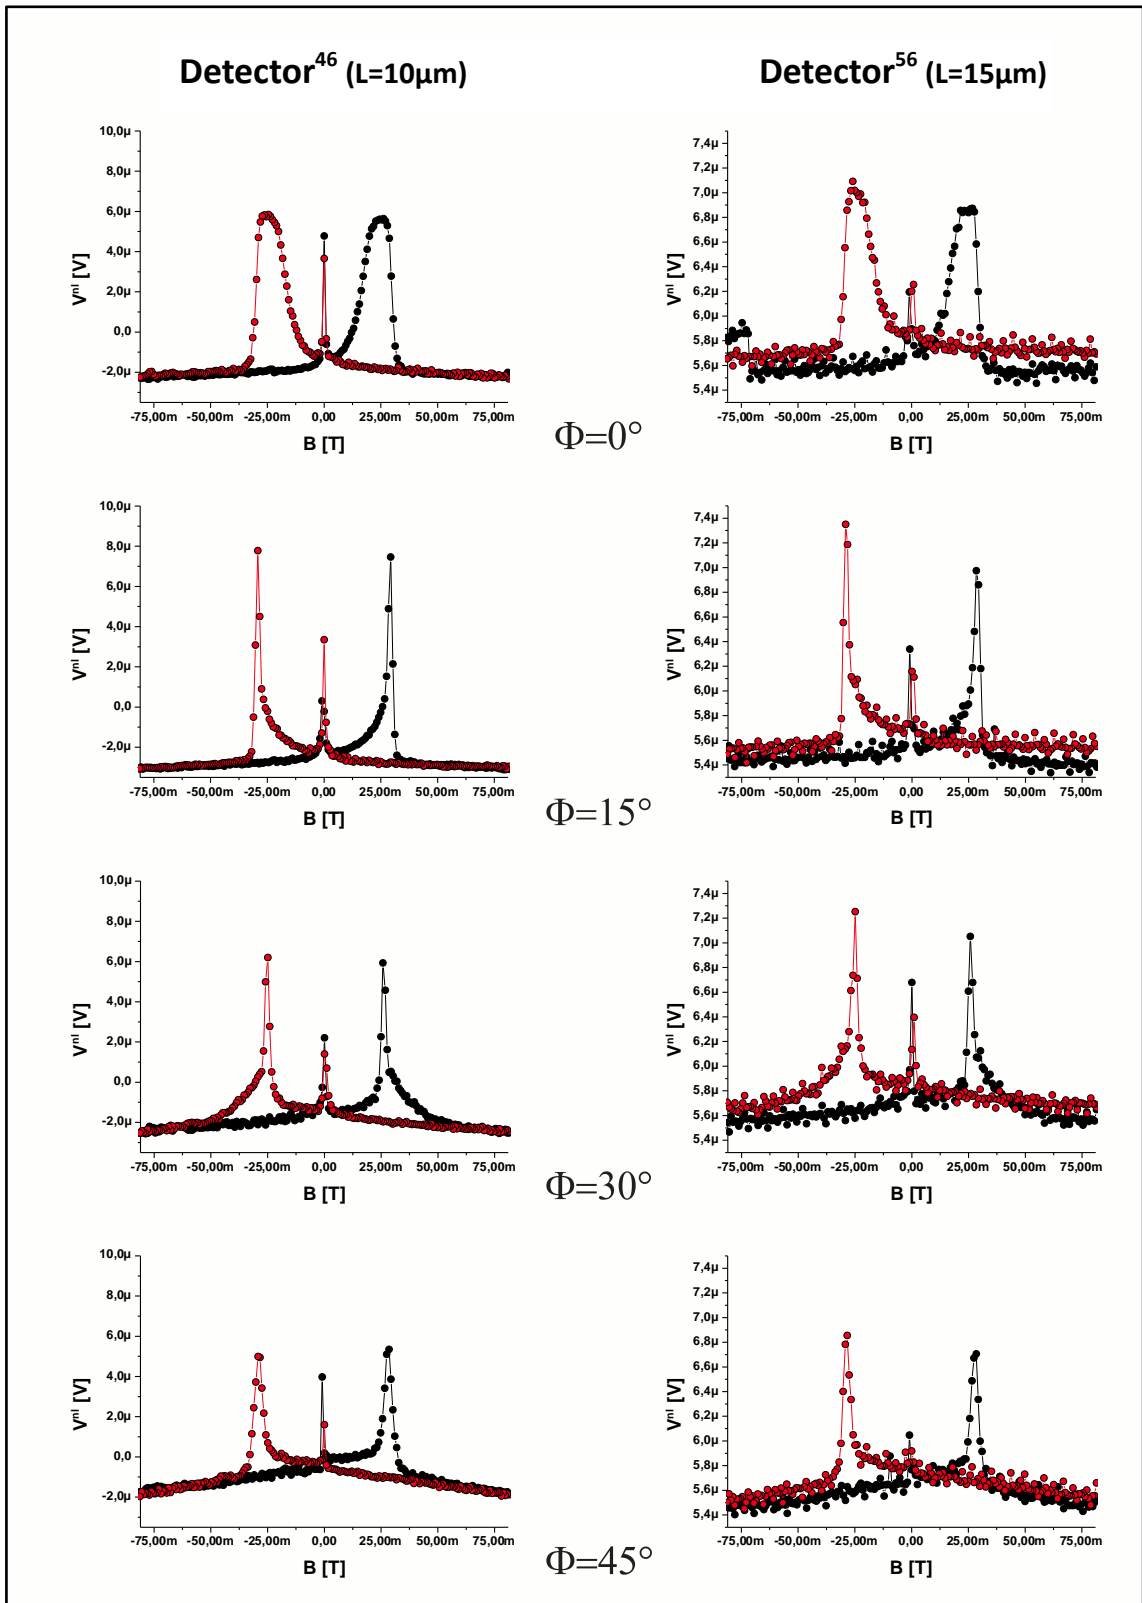 Detector⁴⁶ (L=10µm)
Detector⁵⁶ (L=15µm)
10,0µ
8,0µ
6,0µ
4,0µ
2,0µ
0,0
-2,0µ
Vⁿˡ [V]
-75,00m -50,00m -25,00m 0,00 25,00m 50,00m 75,00m
B [T]
7,4µ
7,2µ
7,0µ
6,8µ
6,6µ
6,4µ
6,2µ
6,0µ
5,8µ
5,6µ
5,4µ
Vⁿˡ [V]
-75,00m -50,00m -25,00m 0,00 25,00m 50,00m 75,00m
B [T]
Φ=0°
10,0µ
8,0µ
6,0µ
4,0µ
2,0µ
0,0
-2,0µ
Vⁿˡ [V]
-75,00m -50,00m -25,00m 0,00 25,00m 50,00m 75,00m
B [T]
7,4µ
7,2µ
7,0µ
6,8µ
6,6µ
6,4µ
6,2µ
6,0µ
5,8µ
5,6µ
5,4µ
Vⁿˡ [V]
-75,00m -50,00m -25,00m 0,00 25,00m 50,00m 75,00m
B [T]
Φ=15°
10,0µ
8,0µ
6,0µ
4,0µ
2,0µ
0,0
-2,0µ
Vⁿˡ [V]
-75,00m -50,00m -25,00m 0,00 25,00m 50,00m 75,00m
B [T]
7,4µ
7,2µ
7,0µ
6,8µ
6,6µ
6,4µ
6,2µ
6,0µ
5,8µ
5,6µ
5,4µ
Vⁿˡ [V]
-75,00m -50,00m -25,00m 0,00 25,00m 50,00m 75,00m
B [T]
Φ=30°
10,0µ
8,0µ
6,0µ
4,0µ
2,0µ
0,0
-2,0µ
Vⁿˡ [V]
-75,00m -50,00m -25,00m 0,00 25,00m 50,00m 75,00m
B [T]
7,4µ
7,2µ
7,0µ
6,8µ
6,6µ
6,4µ
6,2µ
6,0µ
5,8µ
5,6µ
5,4µ
Vⁿˡ [V]
-75,00m -50,00m -25,00m 0,00 25,00m 50,00m 75,00m
B [T]
Φ=45°